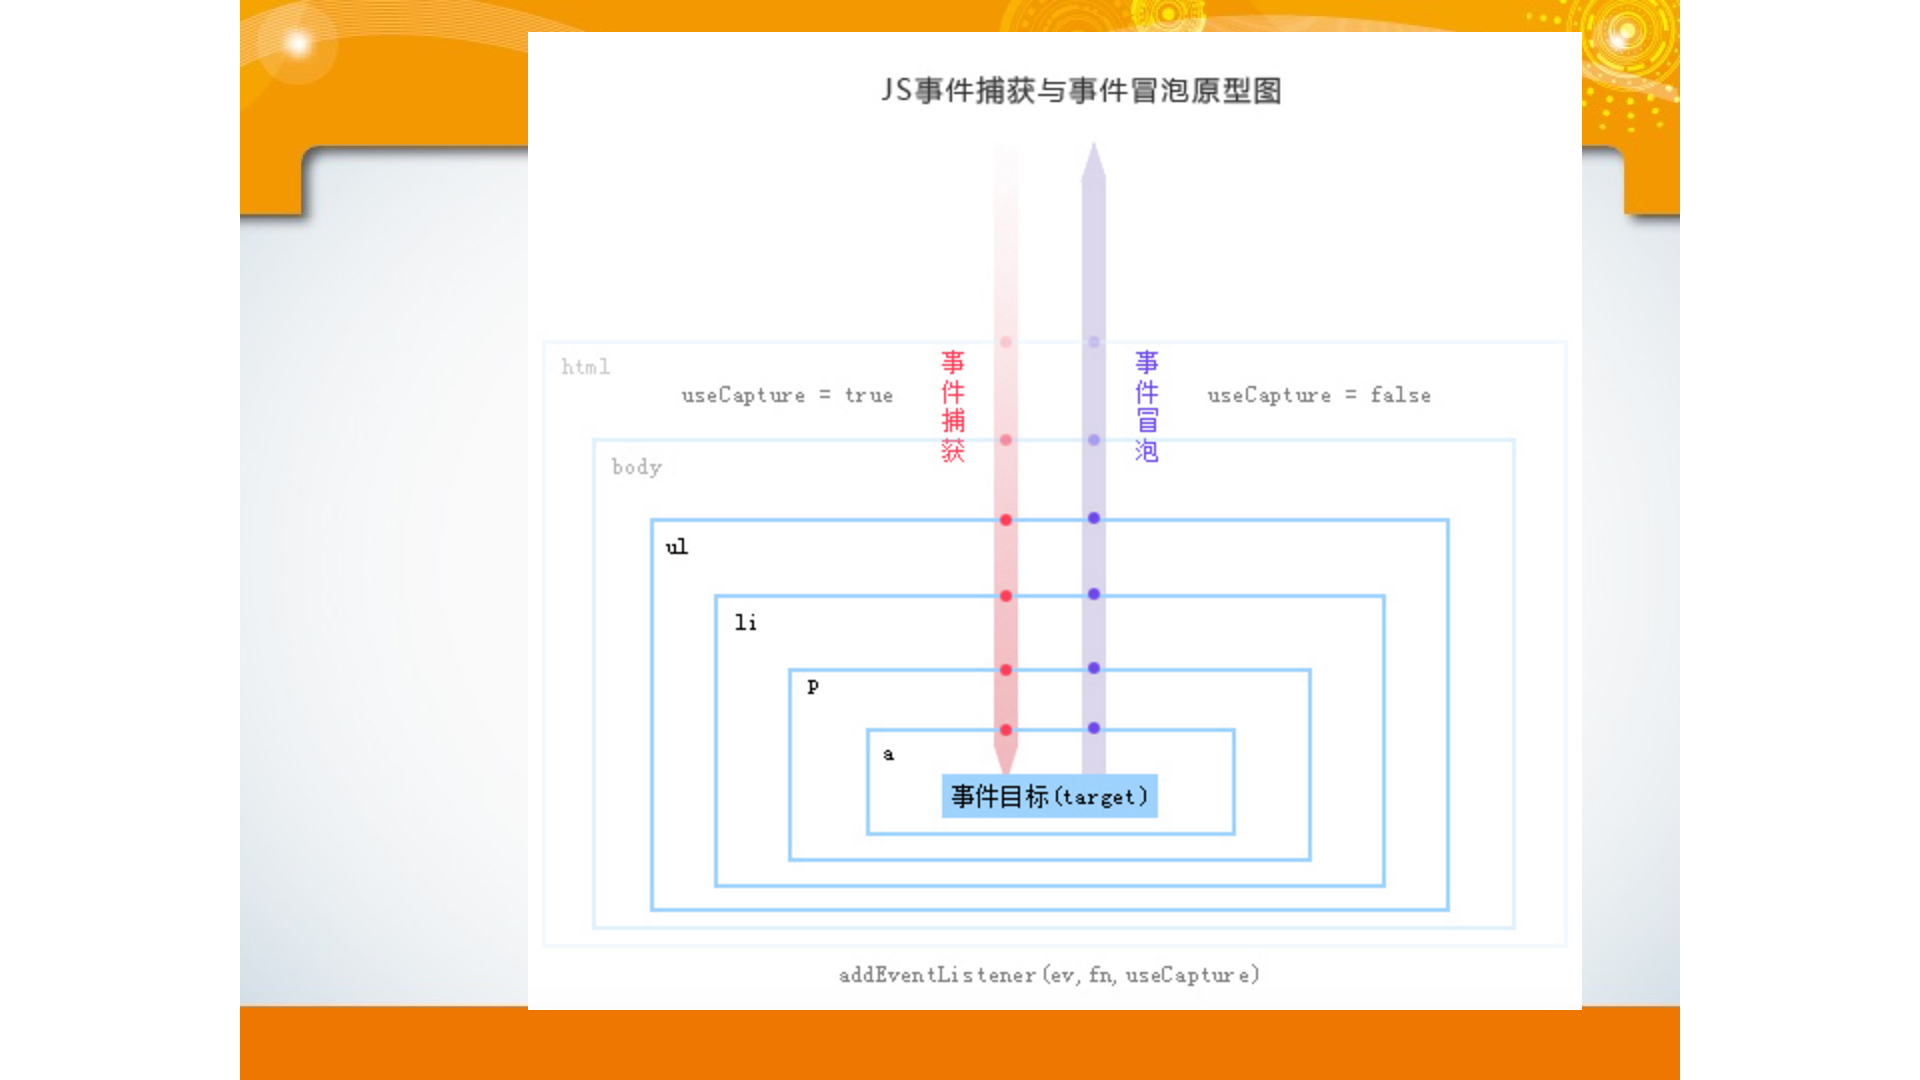 JS事件捕获与事件冒泡原型图
html
useCapture = true
事件捕获
事件冒泡
useCapture = false
body
ul
li
p
a
事件目标(target)
addEventListener(ev, fn, useCapture)